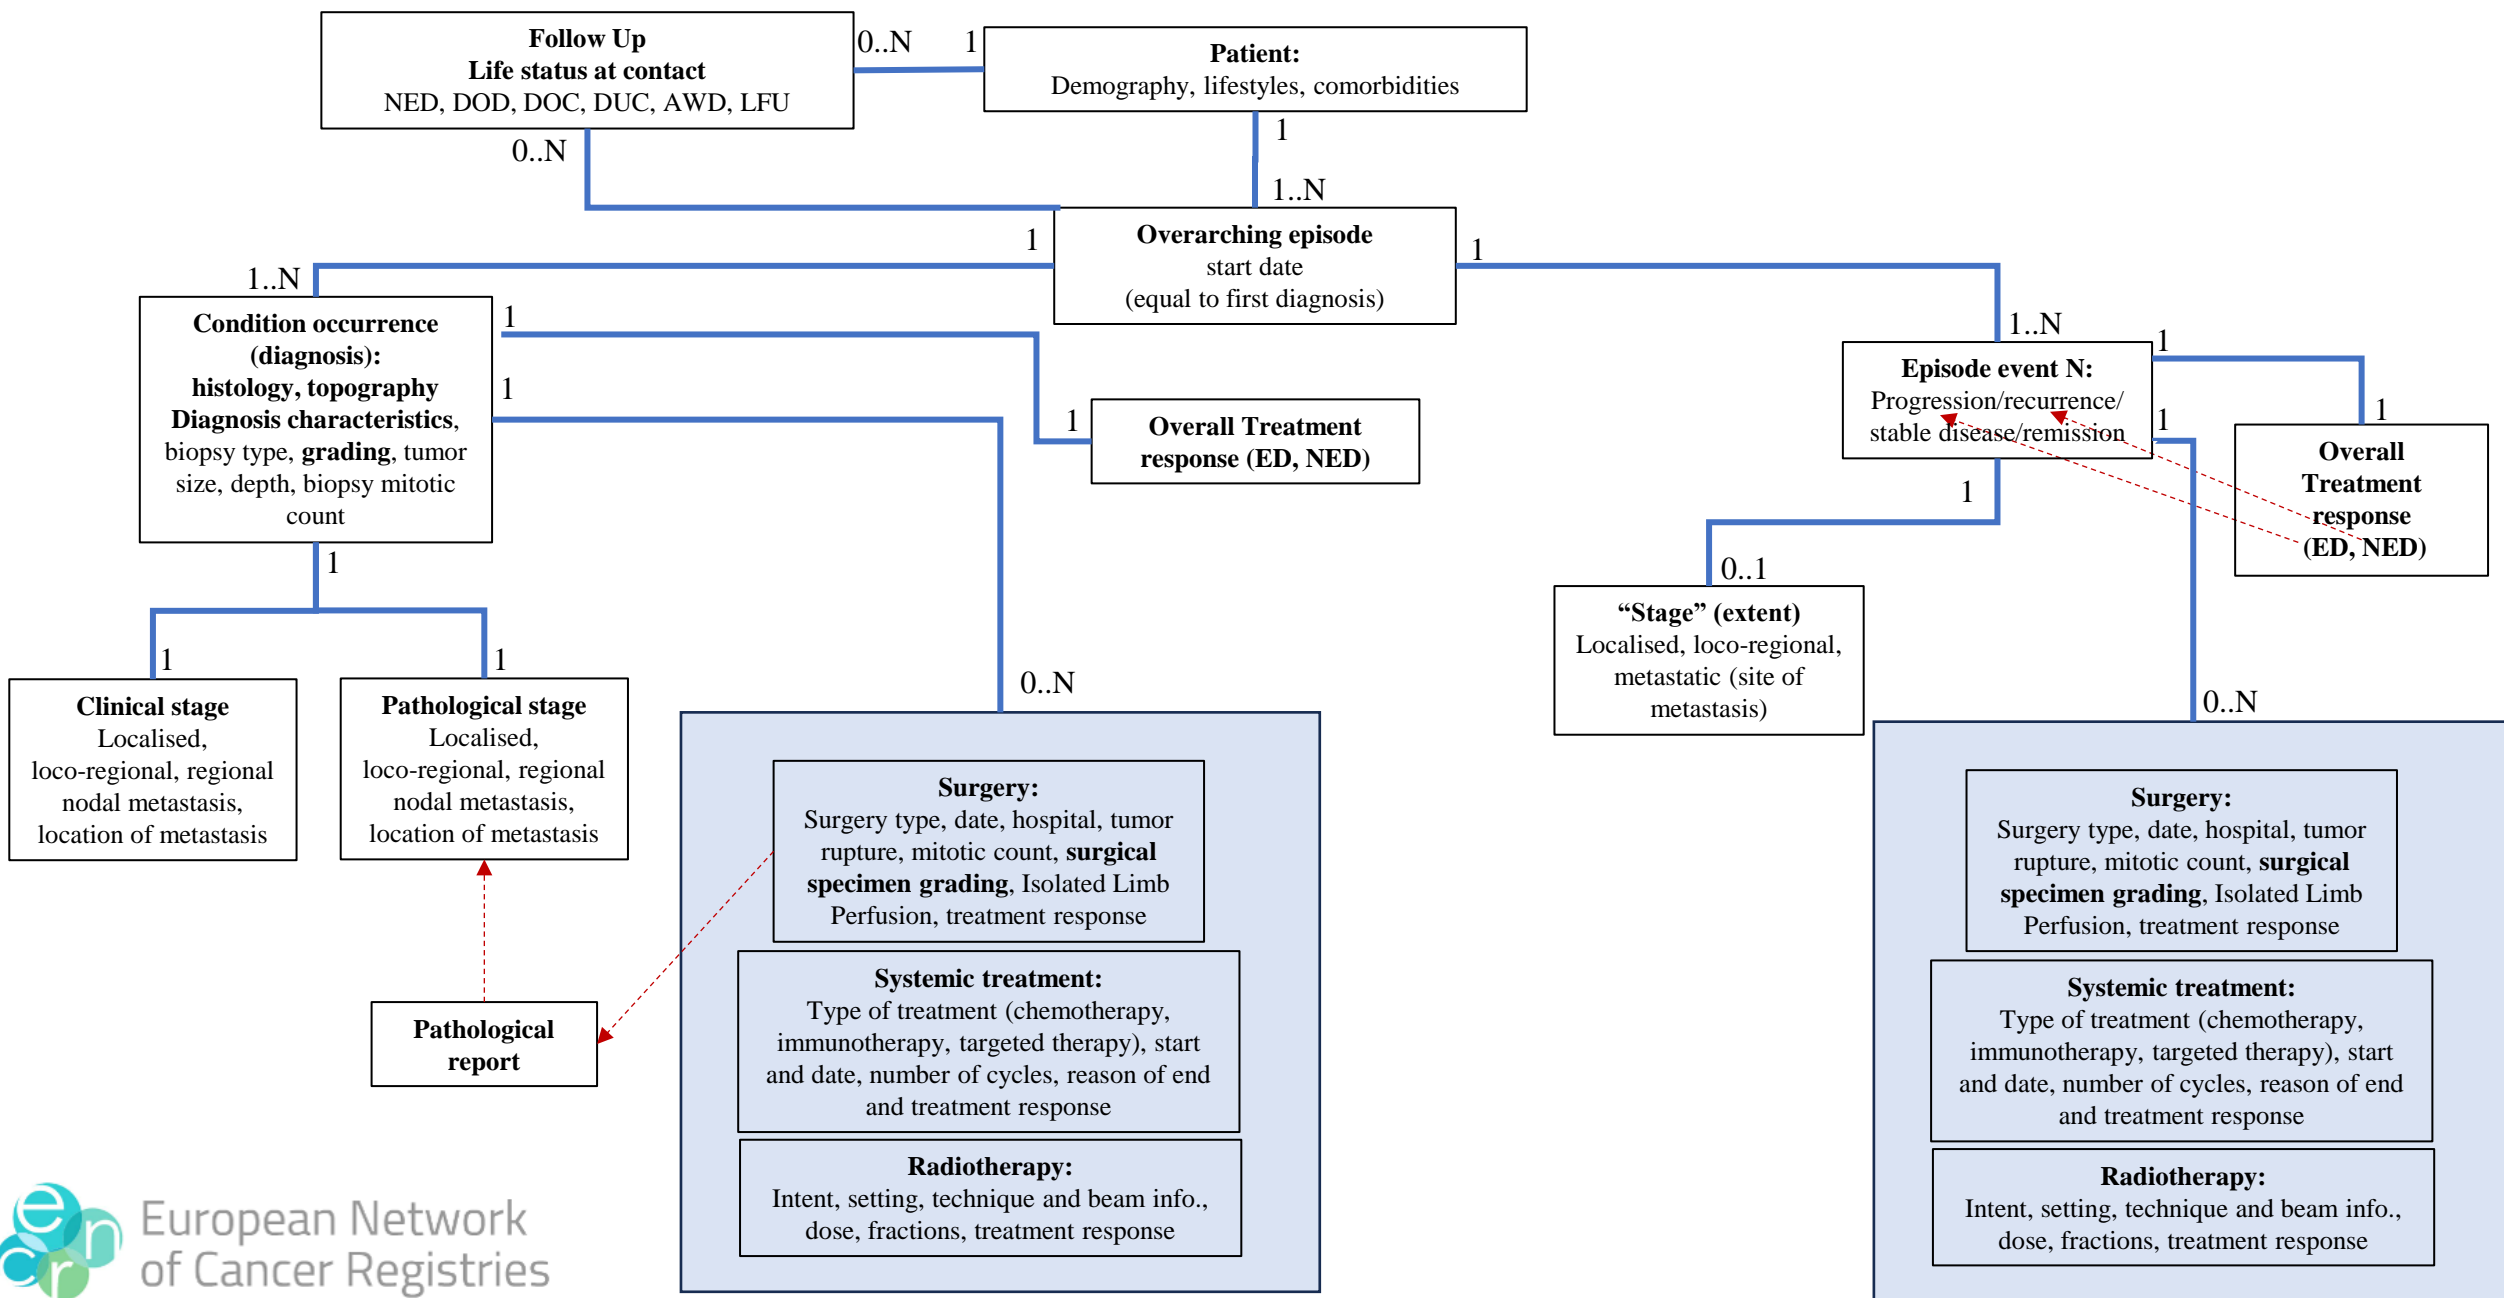 Follow Up
Life status at contact
NED, DOD, DOC, DUC, AWD, LFU
0..N
1
Patient:
Demography, lifestyles, comorbidities
0..N
1
1..N
Overarching episode
start date
(equal to first diagnosis)
1
1
1..N
Condition occurrence
(diagnosis):
histology, topography
Diagnosis characteristics,
biopsy type, grading, tumor
size, depth, biopsy mitotic
count
1
1
1
Overall Treatment
response (ED, NED)
1..N
Episode event N:
Progression/recurrence/
stable disease/remission
1
1
1
Overall
Treatment
response
(ED, NED)
1
0..1
"Stage" (extent)
Localised, loco-regional,
metastatic (site of
metastasis)
1
1
1
Clinical stage
Localised,
loco-regional, regional
nodal metastasis,
location of metastasis
Pathological stage
Localised,
loco-regional, regional
nodal metastasis,
location of metastasis
Pathological
report
0..N
Surgery:
Surgery type, date, hospital, tumor
rupture, mitotic count, surgical
specimen grading, Isolated Limb
Perfusion, treatment response
Systemic treatment:
Type of treatment (chemotherapy,
immunotherapy, targeted therapy), start
and date, number of cycles, reason of end
and treatment response
Radiotherapy:
Intent, setting, technique and beam info.,
dose, fractions, treatment response
0..N
Surgery:
Surgery type, date, hospital, tumor
rupture, mitotic count, surgical
specimen grading, Isolated Limb
Perfusion, treatment response
Systemic treatment:
Type of treatment (chemotherapy,
immunotherapy, targeted therapy), start
and date, number of cycles, reason of end
and treatment response
Radiotherapy:
Intent, setting, technique and beam info.,
dose, fractions, treatment response
encr
European Network
of Cancer Registries